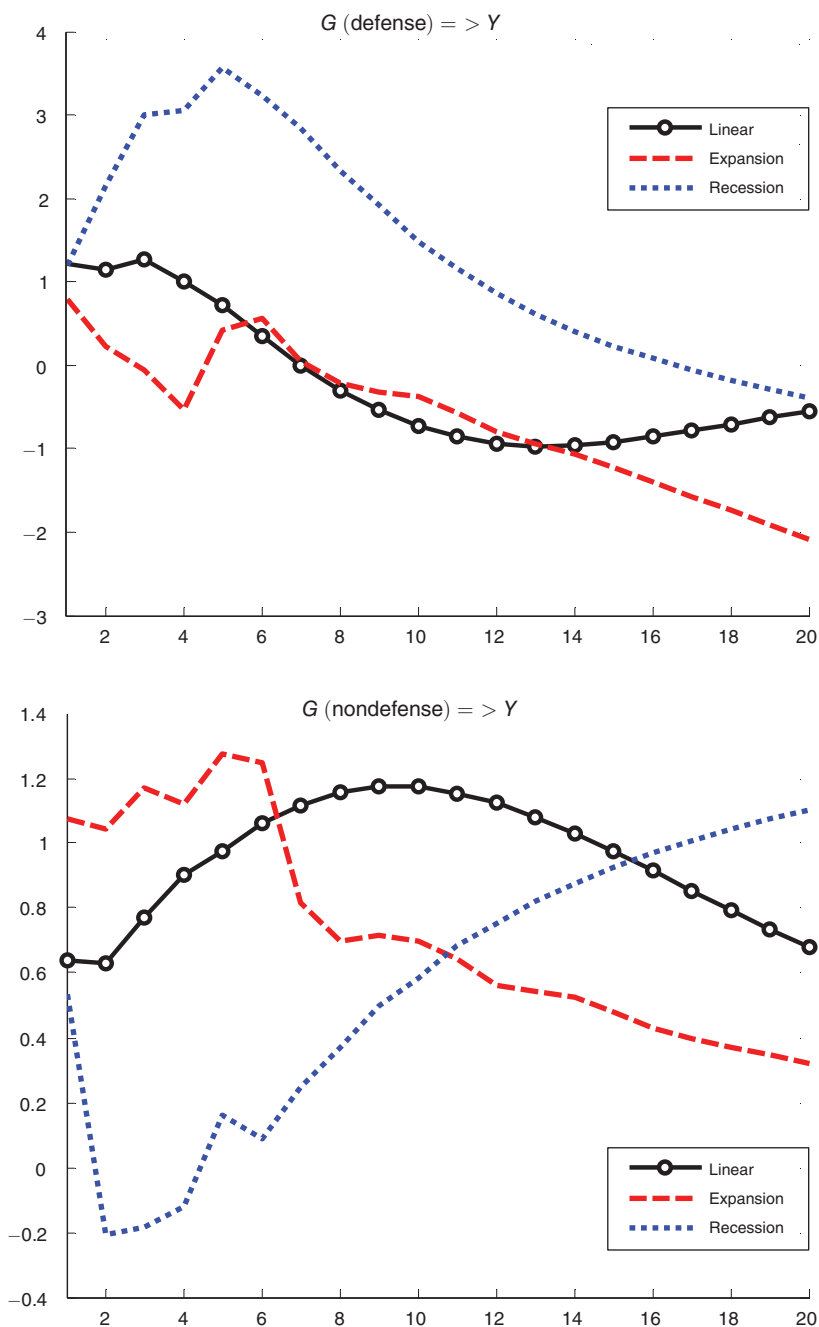 G (defense) = > Y
4
3
2
1
0
−1
−2
−3
2 4 6 8 10 12 14 16 18 20
Linear
Expansion
Recession
G (nondefense) = > Y
1.4
1.2
1
0.8
0.6
0.4
0.2
0
−0.2
−0.4
2 4 6 8 10 12 14 16 18 20
Linear
Expansion
Recession